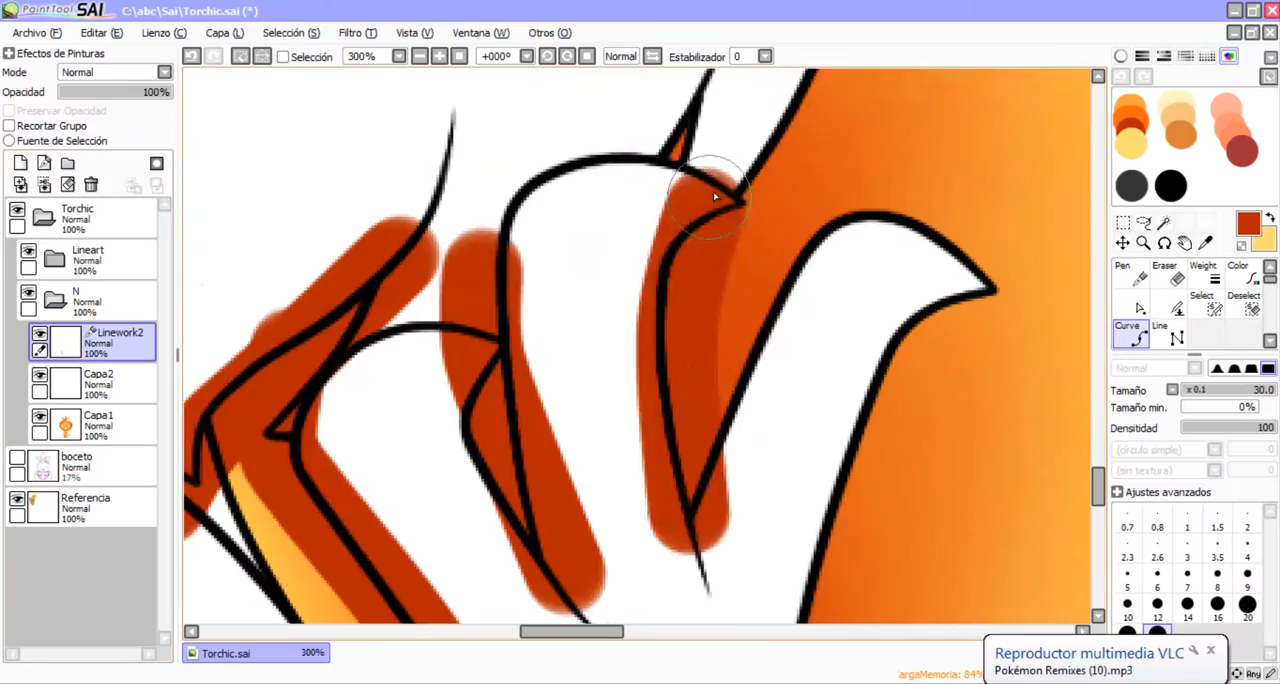 PaintTool SAI C:\abc\Sai\Torchic.sai (*)
Archivo (F) Editar (E) Lienzo (C) Capa (L) Selección (S) Filtro (T) Vista (V) Ventana (W) Otros (O)
Efectos de Pinturas
Selección 300% +000º Normal Estabilizador 0
Modo Normal
Opacidad 100%
Preservar Opacidad
Recortar Grupo
Fuente de Selección
Torchic
Normal
100%
Lineart
Normal
100%
N
Normal
100%
Linework2
Normal
100%
Capa2
Normal
100%
Capa1
Normal
100%
boceto
Normal
17%
Referencia
Normal
100%
Pen Eraser Weight Color
Select Deselect
Curve Line
Normal
Tamaño x 0.1 30.0
Tamaño min. 0%
Densidad 100
(círculo simple)
(sin textura)
Ajustes avanzados
0.7 0.8 1 1.5 2
2.3 2.6 3 3.5 4
5 6 7 8 9
10 12 14 16 20
Torchic.sai 300%
CargaMemoria: 84%
Any
Reproductor multimedia VLC
Pokémon Remixes (10).mp3